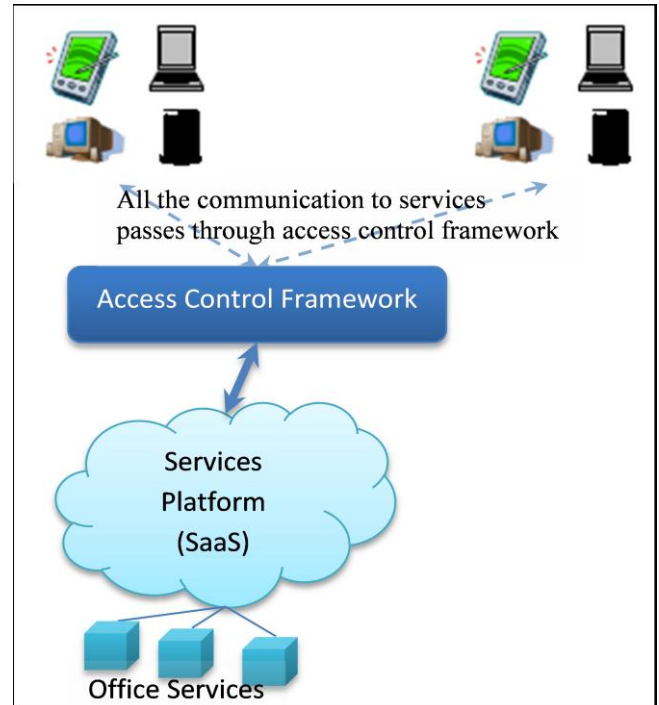 All the communication to services
passes through access control framework
Access Control Framework
Services
Platform
(SaaS)
Office Services